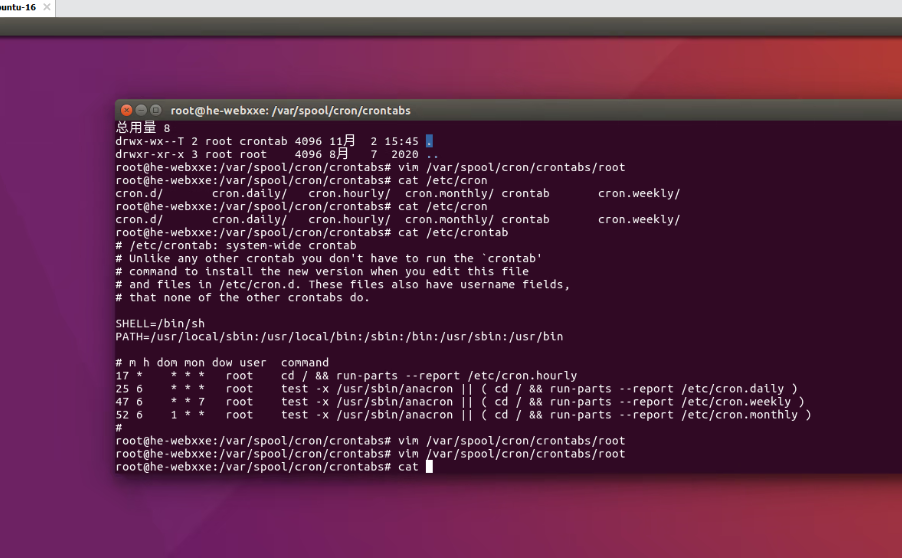 buntu-16
root@he-webxxe: /var/spool/cron/crontabs
总用量 8
drwx-wx--T 2 root crontab 4096 11月  2 15:45 .
drwxr-xr-x 3 root root    4096 8月   7  2020 ..
root@he-webxxe:/var/spool/cron/crontabs# vim /var/spool/cron/crontabs/root
root@he-webxxe:/var/spool/cron/crontabs# cat /etc/cron
cron.d/       cron.daily/   cron.hourly/  cron.monthly/ crontab       cron.weekly/
root@he-webxxe:/var/spool/cron/crontabs# cat /etc/cron
cron.d/       cron.daily/   cron.hourly/  cron.monthly/ crontab       cron.weekly/
root@he-webxxe:/var/spool/cron/crontabs# cat /etc/crontab
# /etc/crontab: system-wide crontab
# Unlike any other crontab you don't have to run the `crontab'
# command to install the new version when you edit this file
# and files in /etc/cron.d. These files also have username fields,
# that none of the other crontabs do.
SHELL=/bin/sh
PATH=/usr/local/sbin:/usr/local/bin:/sbin:/bin:/usr/sbin:/usr/bin
# m h dom mon dow user  command
17 *    * * *   root    cd / && run-parts --report /etc/cron.hourly
25 6    * * *   root    test -x /usr/sbin/anacron || ( cd / && run-parts --report /etc/cron.daily )
47 6    * * 7   root    test -x /usr/sbin/anacron || ( cd / && run-parts --report /etc/cron.weekly )
52 6    1 * *   root    test -x /usr/sbin/anacron || ( cd / && run-parts --report /etc/cron.monthly )
#
root@he-webxxe:/var/spool/cron/crontabs# vim /var/spool/cron/crontabs/root
root@he-webxxe:/var/spool/cron/crontabs# vim /var/spool/cron/crontabs/root
root@he-webxxe:/var/spool/cron/crontabs# cat